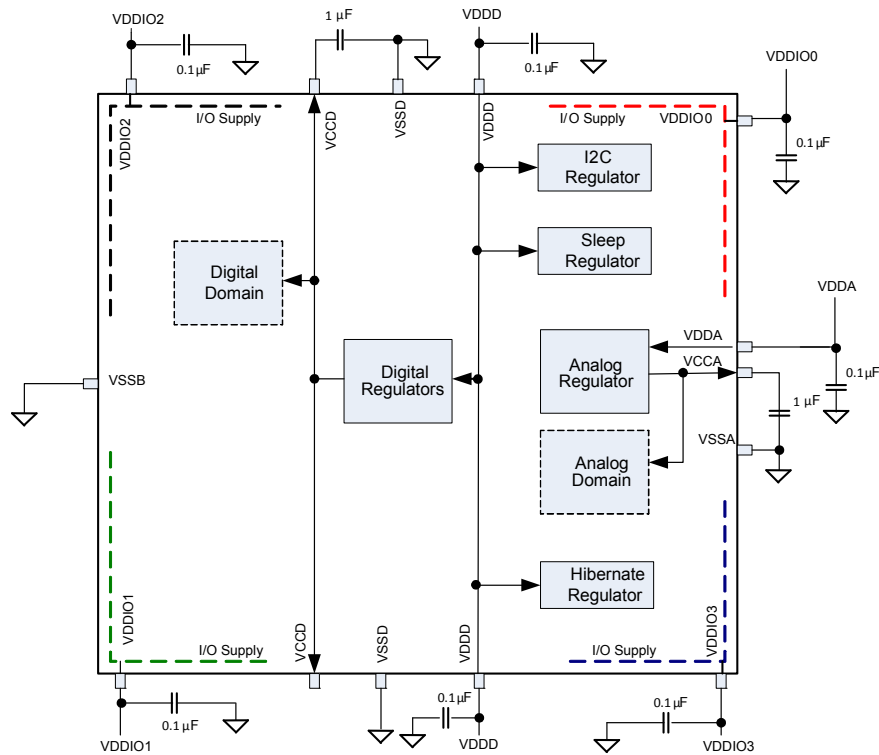 VDDIO2
1 µF
VDDD
0.1 µF
0.1 µF
VDDIO0
0.1 µF
VDDIO2
I/O Supply
VCCD
VSSD
VDDD
I/O Supply
VDDIO0
I2C
Regulator
Sleep
Regulator
Digital
Domain
VDDA
VDDA
VSSB
Digital
Regulators
Analog
Regulator
VCCA
0.1 µF
1 µF
VSSA
Analog
Domain
Hibernate
Regulator
VDDIO1
I/O Supply
VCCD
VSSD
VDDD
I/O Supply
VDDIO3
0.1 µF
0.1 µF
0.1 µF
VDDIO1
VDDD
VDDIO3